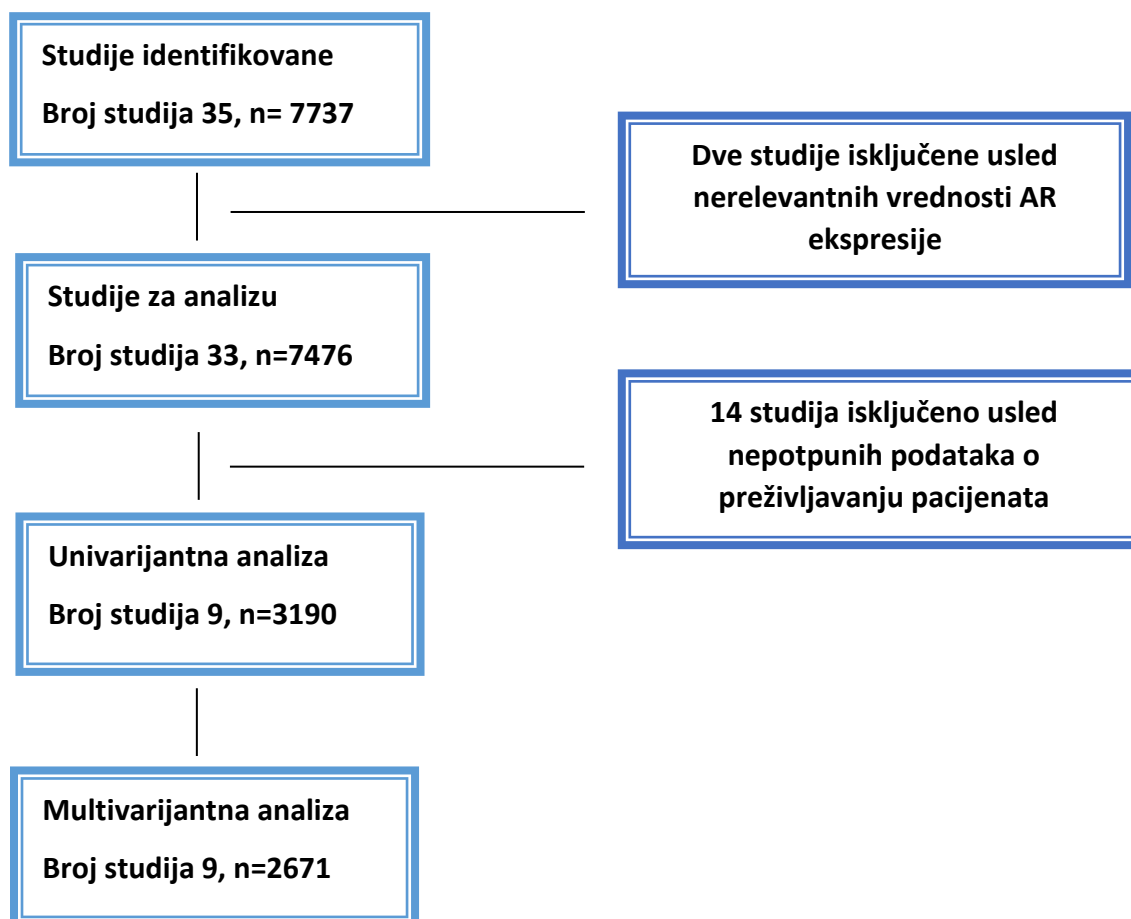 Studije identifikovane
Broj studija 35, n= 7737
Dve studije isključene usled
nerelevantnih vrednosti AR
ekspresije
Studije za analizu
Broj studija 33, n=7476
14 studija isključeno usled
nepotpunih podataka o
preživljavanju pacijenata
Univarijantna analiza
Broj studija 9, n=3190
Multivarijantna analiza
Broj studija 9, n=2671